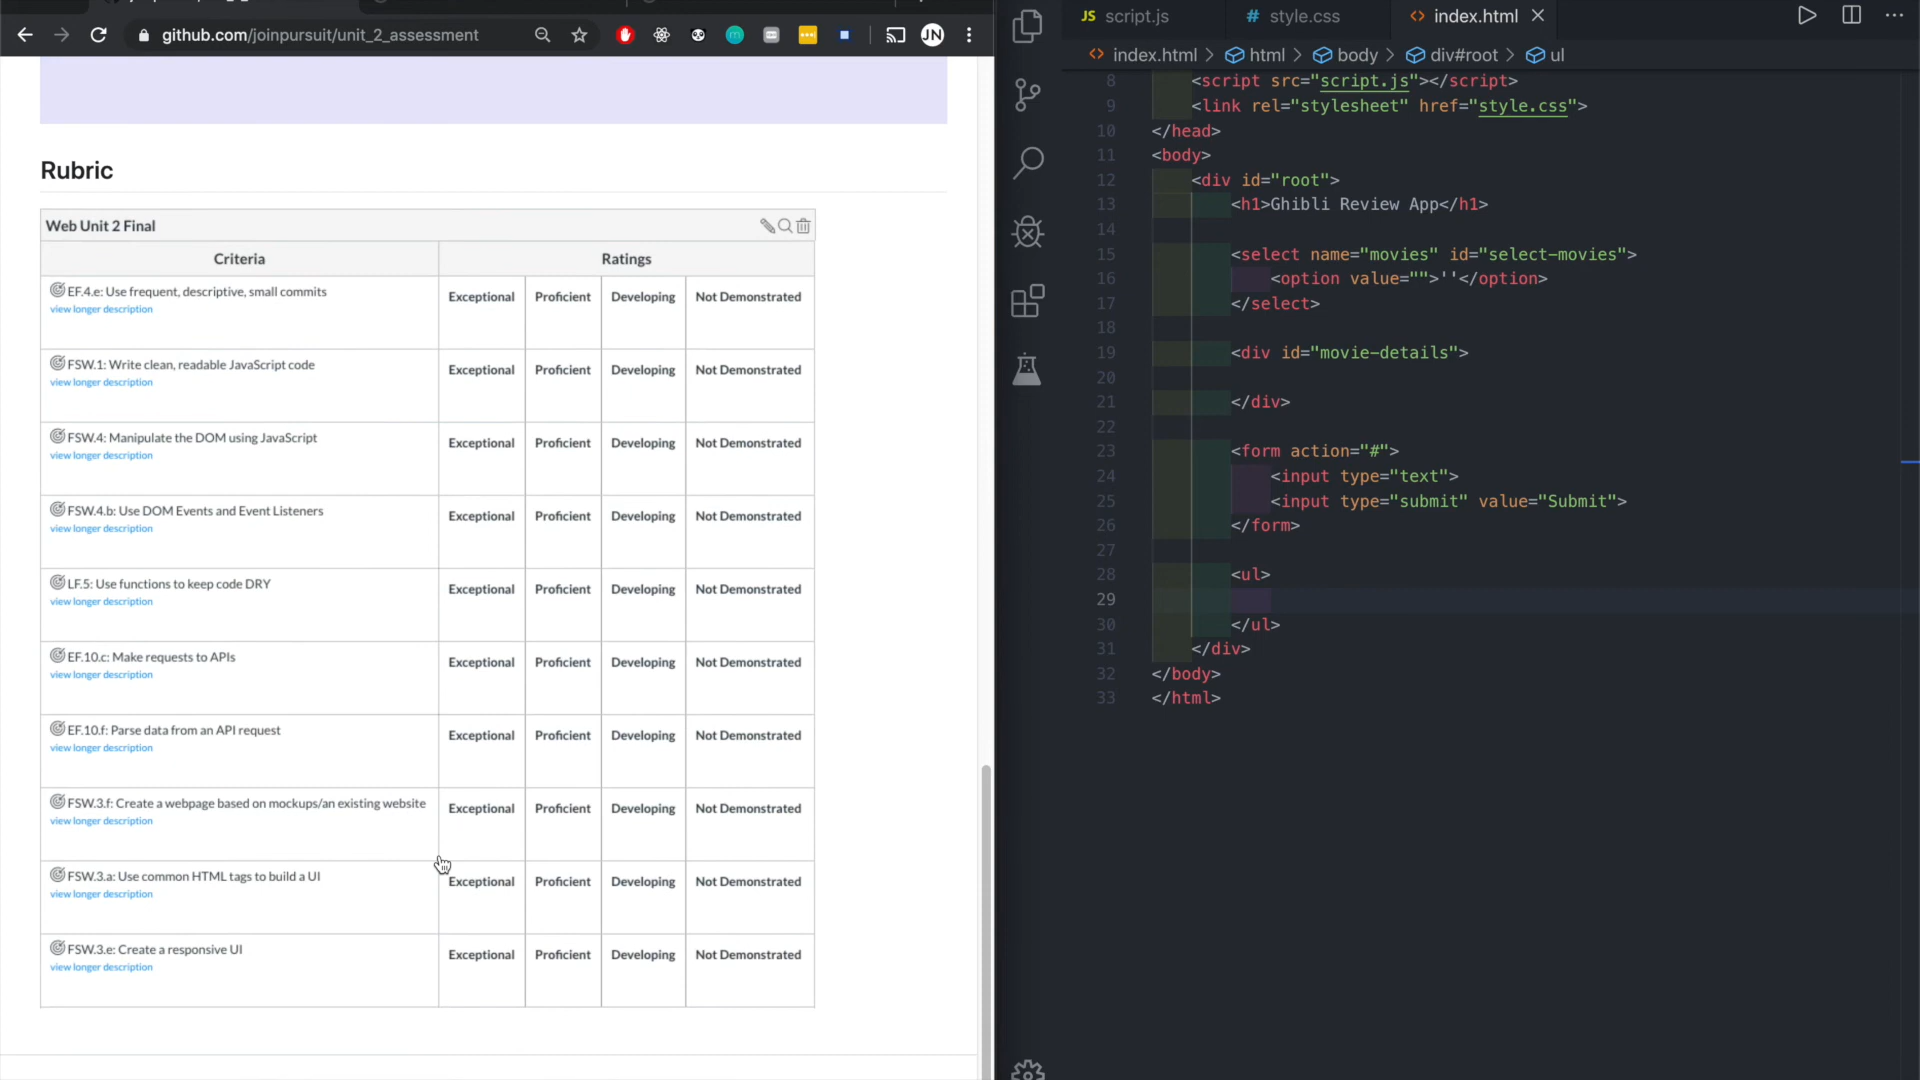 github.com/joinpursuit/unit_2_assessment
JN
Rubric
Web Unit 2 Final
Criteria
Ratings
EF.4.e: Use frequent, descriptive, small commits
view longer description
Exceptional
Proficient
Developing
Not Demonstrated
FSW.1: Write clean, readable JavaScript code
view longer description
Exceptional
Proficient
Developing
Not Demonstrated
FSW.4: Manipulate the DOM using JavaScript
view longer description
Exceptional
Proficient
Developing
Not Demonstrated
FSW.4.b: Use DOM Events and Event Listeners
view longer description
Exceptional
Proficient
Developing
Not Demonstrated
LF.5: Use functions to keep code DRY
view longer description
Exceptional
Proficient
Developing
Not Demonstrated
EF.10.c: Make requests to APIs
view longer description
Exceptional
Proficient
Developing
Not Demonstrated
EF.10.f: Parse data from an API request
view longer description
Exceptional
Proficient
Developing
Not Demonstrated
FSW.3.f: Create a webpage based on mockups/an existing website
view longer description
Exceptional
Proficient
Developing
Not Demonstrated
FSW.3.a: Use common HTML tags to build a UI
view longer description
Exceptional
Proficient
Developing
Not Demonstrated
FSW.3.e: Create a responsive UI
view longer description
Exceptional
Proficient
Developing
Not Demonstrated
JS script.js
# style.css
<> index.html
<> index.html > html > body > div#root > ul
8 <script src="script.js"></script>
9 <link rel="stylesheet" href="style.css">
10 </head>
11 <body>
12 <div id="root">
13 <h1>Ghibli Review App</h1>
14
15 <select name="movies" id="select-movies">
16 <option value="">''</option>
17 </select>
18
19 <div id="movie-details">
20
21 </div>
22
23 <form action="#">
24 <input type="text">
25 <input type="submit" value="Submit">
26 </form>
27
28 <ul>
29
30 </ul>
31 </div>
32 </body>
33 </html>